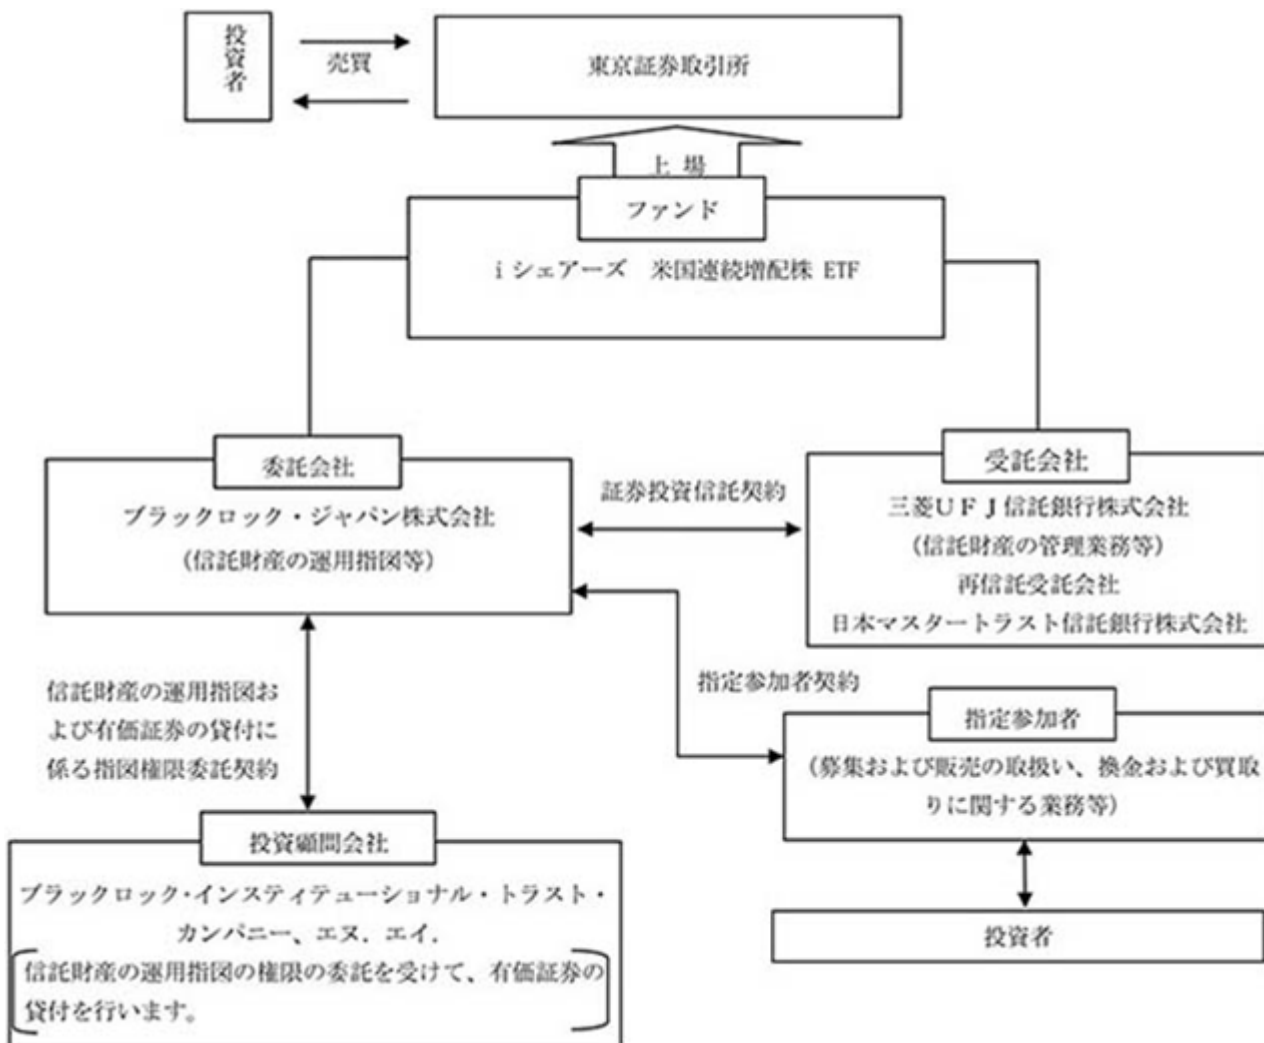 投資者
売買
東京証券取引所
上 場
ファンド
i シェアーズ　米国連続増配株 ETF
委託会社
ブラックロック・ジャパン株式会社
(信託財産の運用指図等)
証券投資信託契約
受託会社
三菱UFJ信託銀行株式会社
(信託財産の管理業務等)
再信託受託会社
日本マスタートラスト信託銀行株式会社
信託財産の運用指図お
よび有価証券の貸付に
係る指図権限委託契約
指定参加者契約
指定参加者
(募集および販売の取扱い、換金および買取
りに関する業務等)
投資顧問会社
ブラックロック・インスティテューショナル・トラスト・
カンパニー、エヌ．エイ．
信託財産の運用指図の権限の委託を受けて、有価証券の
貸付を行います。
投資者